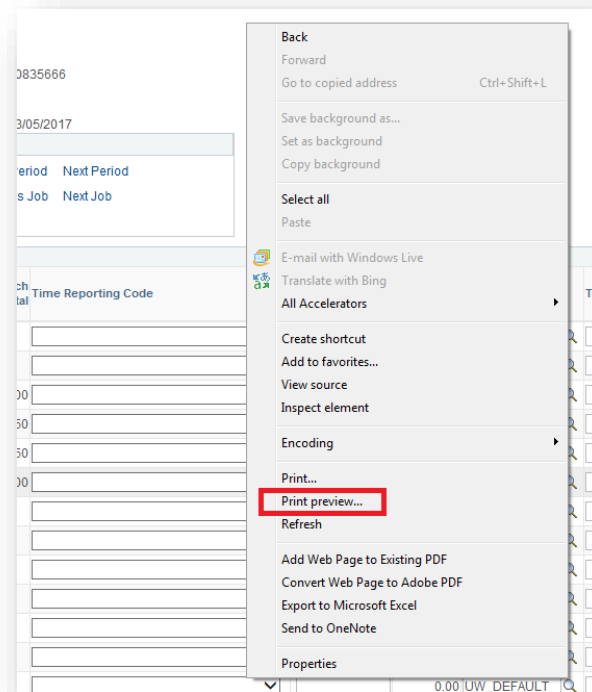 0835666
3/05/2017
eriod Next Period
s Job Next Job
ch
tal Time Reporting Code
T
00
50
50
00
Back
Forward
Go to copied address Ctrl+Shift+L
Save background as...
Set as background
Copy background
Select all
Paste
E-mail with Windows Live
Translate with Bing
All Accelerators
Create shortcut
Add to favorites...
View source
Inspect element
Encoding
Print...
Print preview...
Refresh
Add Web Page to Existing PDF
Convert Web Page to Adobe PDF
Export to Microsoft Excel
Send to OneNote
Properties
0.00 UW_DEFAULT